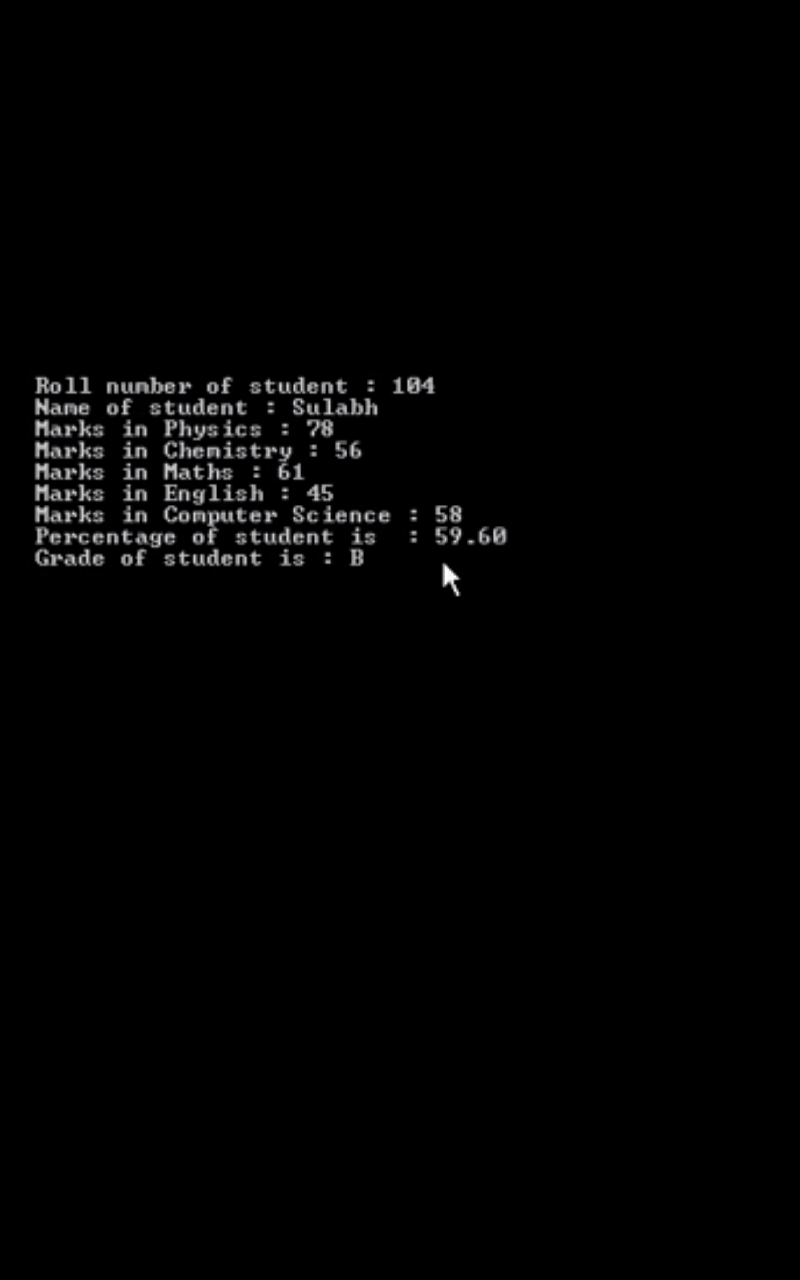 Roll number of student : 104
Name of student : Sulabh
Marks in Physics : 78
Marks in Chemistry : 56
Marks in Maths : 61
Marks in English : 45
Marks in Computer Science : 58
Percentage of student is  : 59.60
Grade of student is : B